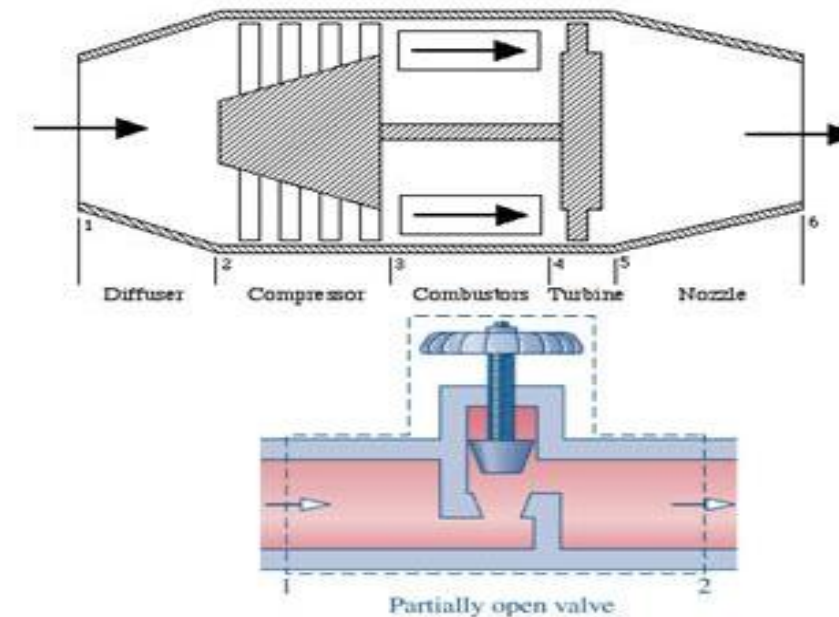 1
2
3
4
5
6
Diffuser
Compressor
Combustors
Turbine
Nozzle
1
2
Partially open valve